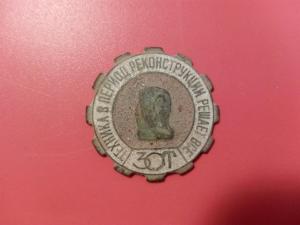 ТЕХНИКА В ПЕРИОД РЕКОНСТРУКЦИИ РЕШАЕТ ВСЕ
ЗОТ